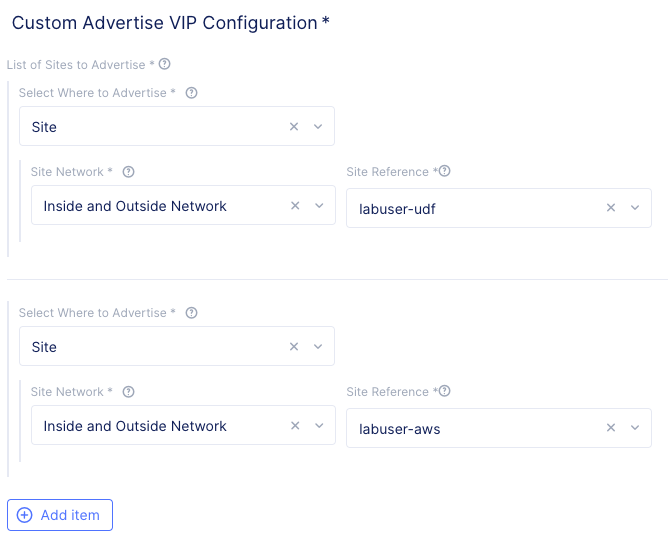 Custom Advertise VIP Configuration *
List of Sites to Advertise *
Select Where to Advertise *
Site
Site Network * Site Reference *
Inside and Outside Network labuser-udf
Select Where to Advertise *
Site
Site Network * Site Reference *
Inside and Outside Network labuser-aws
Add item